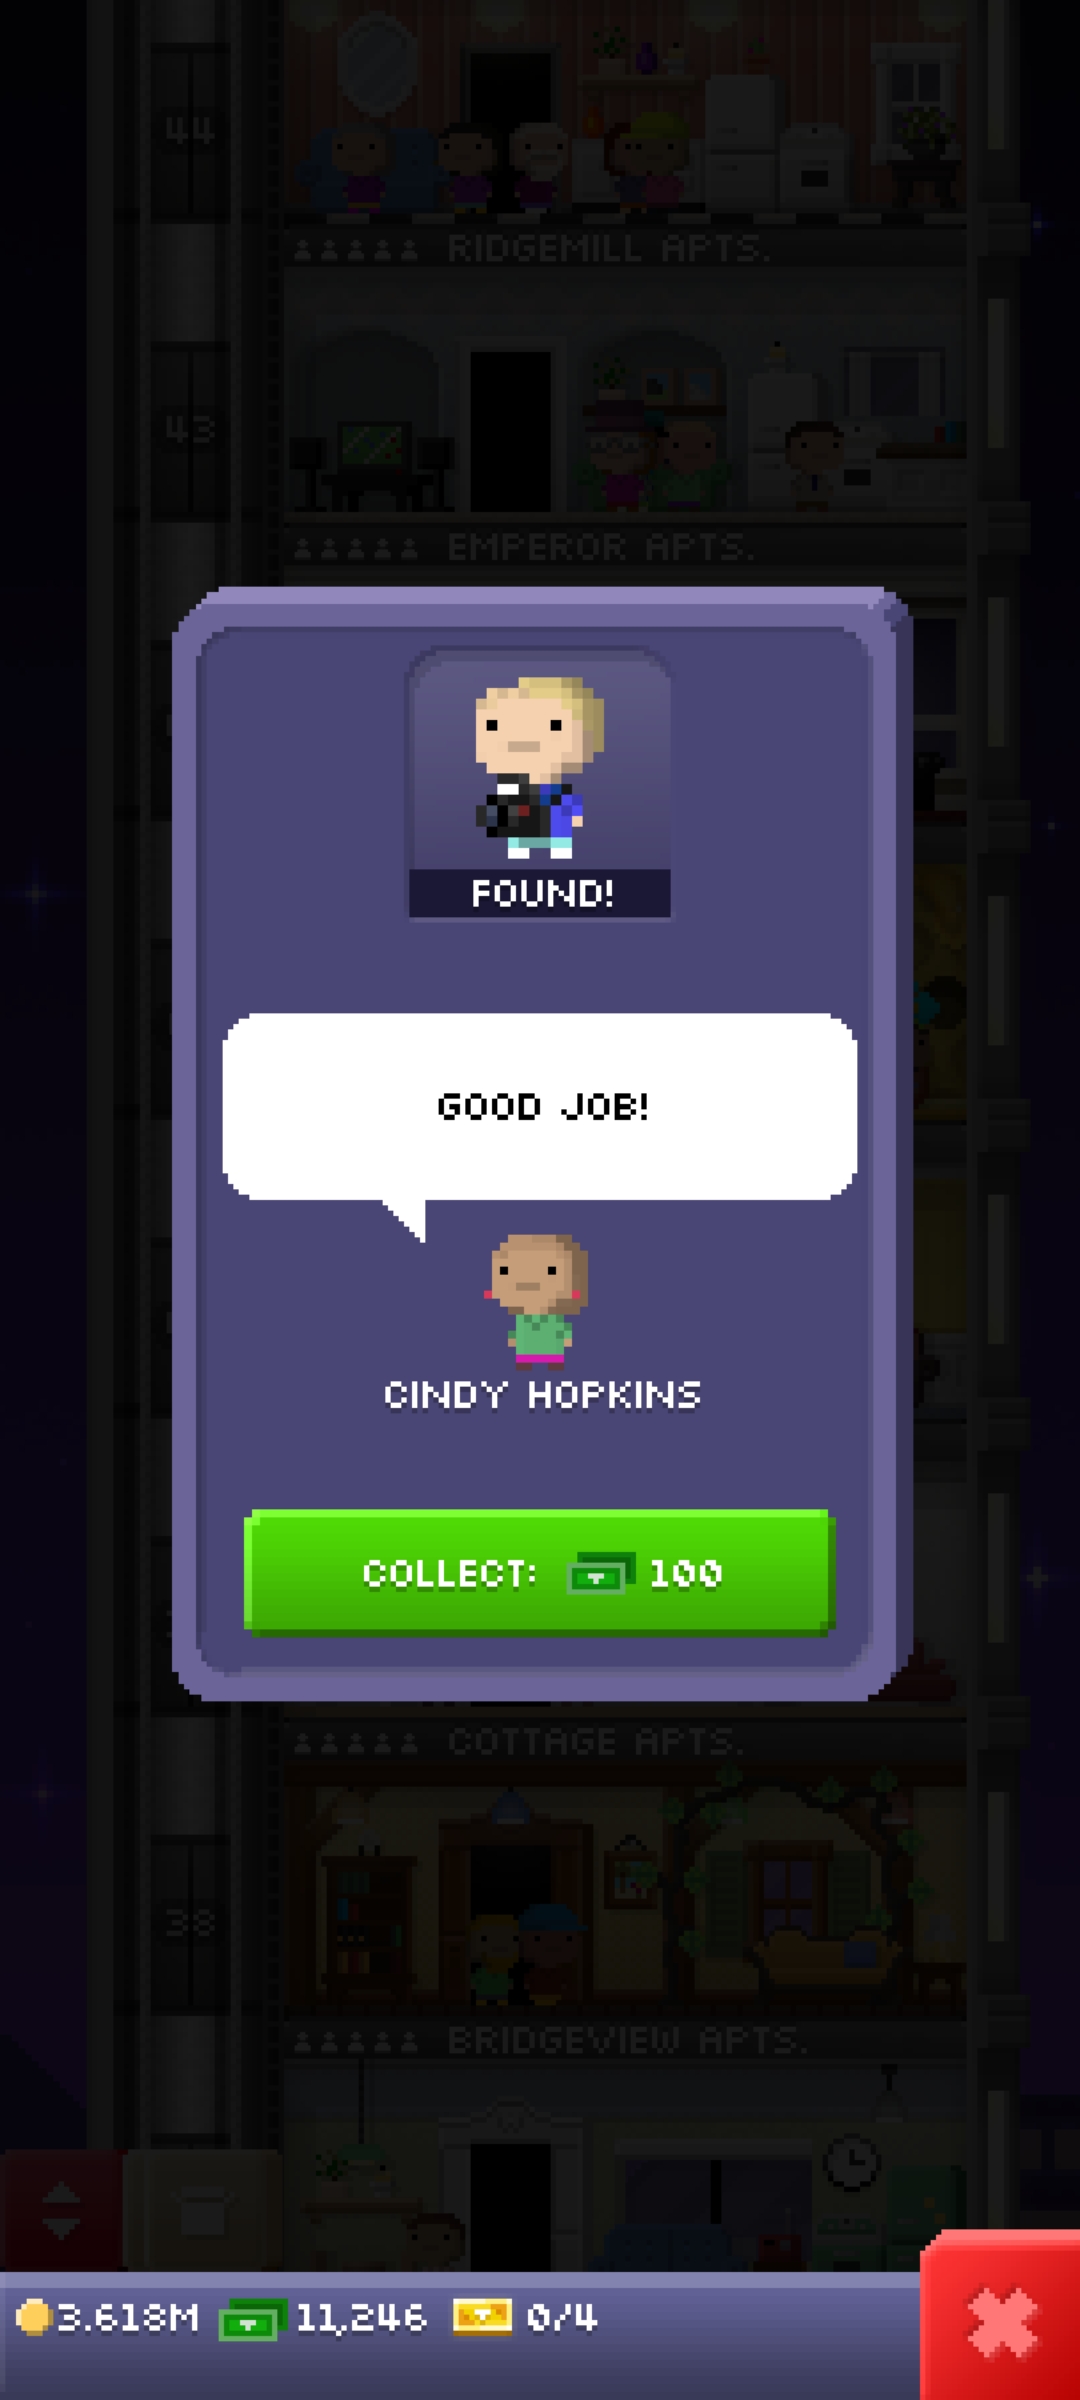 44
RIDGEMILL APTS.
43
EMPEROR APTS.
FOUND!
GOOD JOB!
CINDY HOPKINS
COLLECT: 100
COTTAGE APTS.
38
BRIDGEVIEW APTS.
3.618M 11,246 0/4